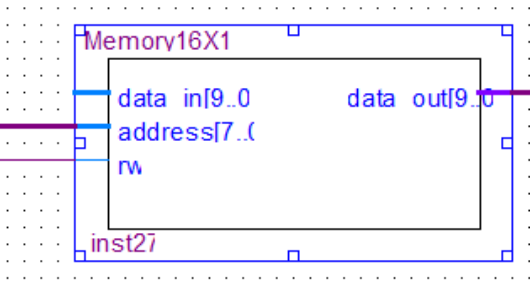 Memory16X1
data_in[9..0
data_out[9..0
address[7..0
rw
inst27